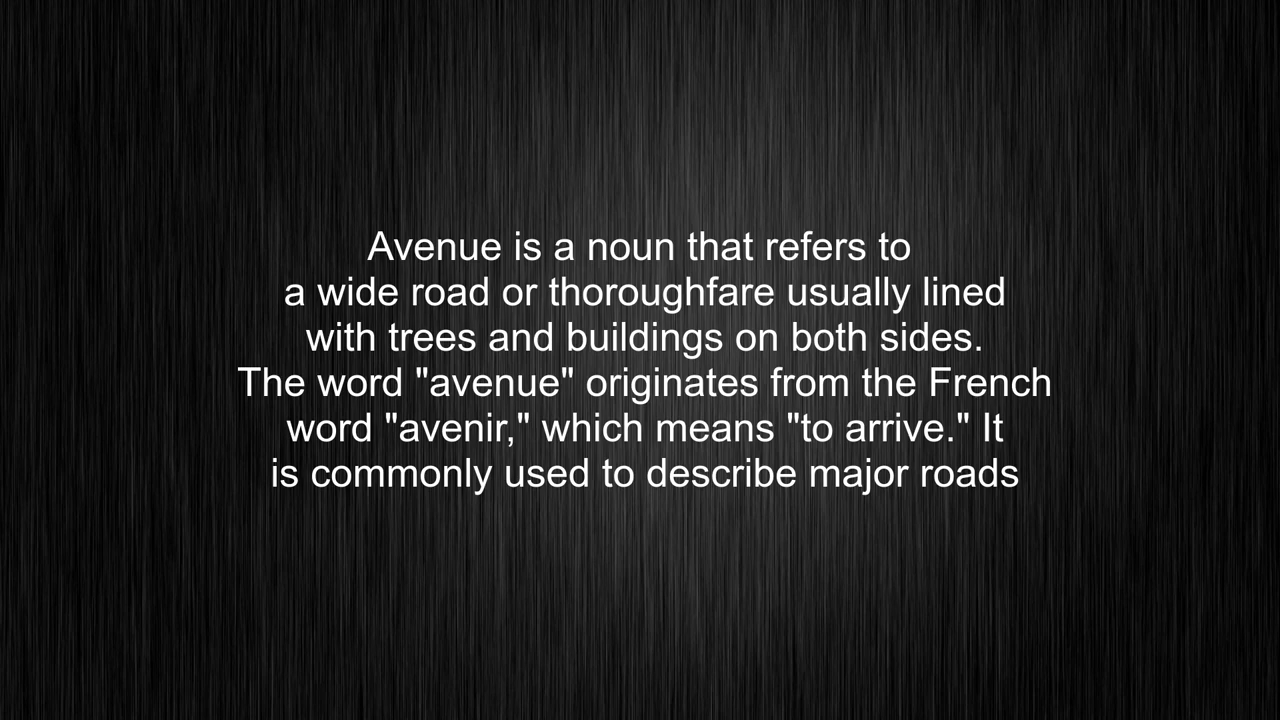 Avenue is a noun that refers to
a wide road or thoroughfare usually lined
with trees and buildings on both sides.
The word "avenue" originates from the French
word "avenir," which means "to arrive." It
is commonly used to describe major roads